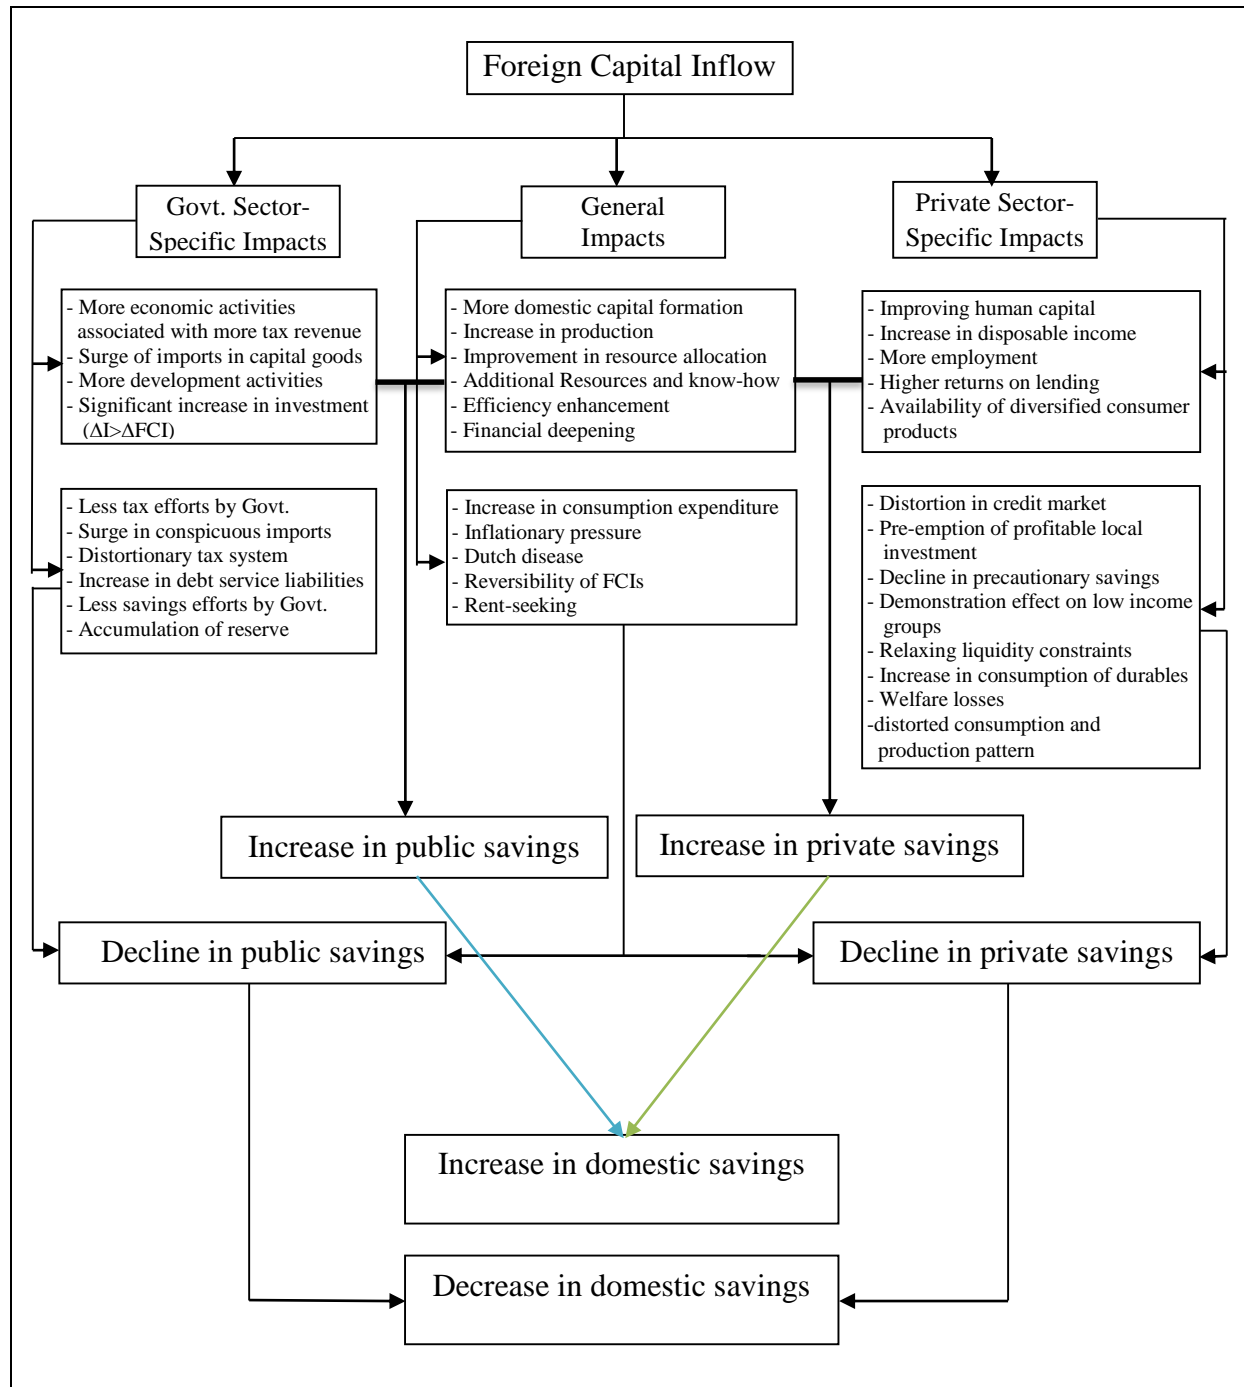 Foreign Capital Inflow
Govt. Sector-
Specific Impacts
General
Impacts
Private Sector-
Specific Impacts
- More economic activities
associated with more tax revenue
- Surge of imports in capital goods
- More development activities
- Significant increase in investment
(ΔI>ΔFCI)
- More domestic capital formation
- Increase in production
- Improvement in resource allocation
- Additional Resources and know-how
- Efficiency enhancement
- Financial deepening
- Improving human capital
- Increase in disposable income
- More employment
- Higher returns on lending
- Availability of diversified consumer
products
- Less tax efforts by Govt.
- Surge in conspicuous imports
- Distortionary tax system
- Increase in debt service liabilities
- Less savings efforts by Govt.
- Accumulation of reserve
- Increase in consumption expenditure
- Inflationary pressure
- Dutch disease
- Reversibility of FCIs
- Rent-seeking
- Distortion in credit market
- Pre-emption of profitable local
investment
- Decline in precautionary savings
- Demonstration effect on low income
groups
- Relaxing liquidity constraints
- Increase in consumption of durables
- Welfare losses
-distorted consumption and
production pattern
Increase in public savings
Increase in private savings
Decline in public savings
Decline in private savings
Increase in domestic savings
Decrease in domestic savings